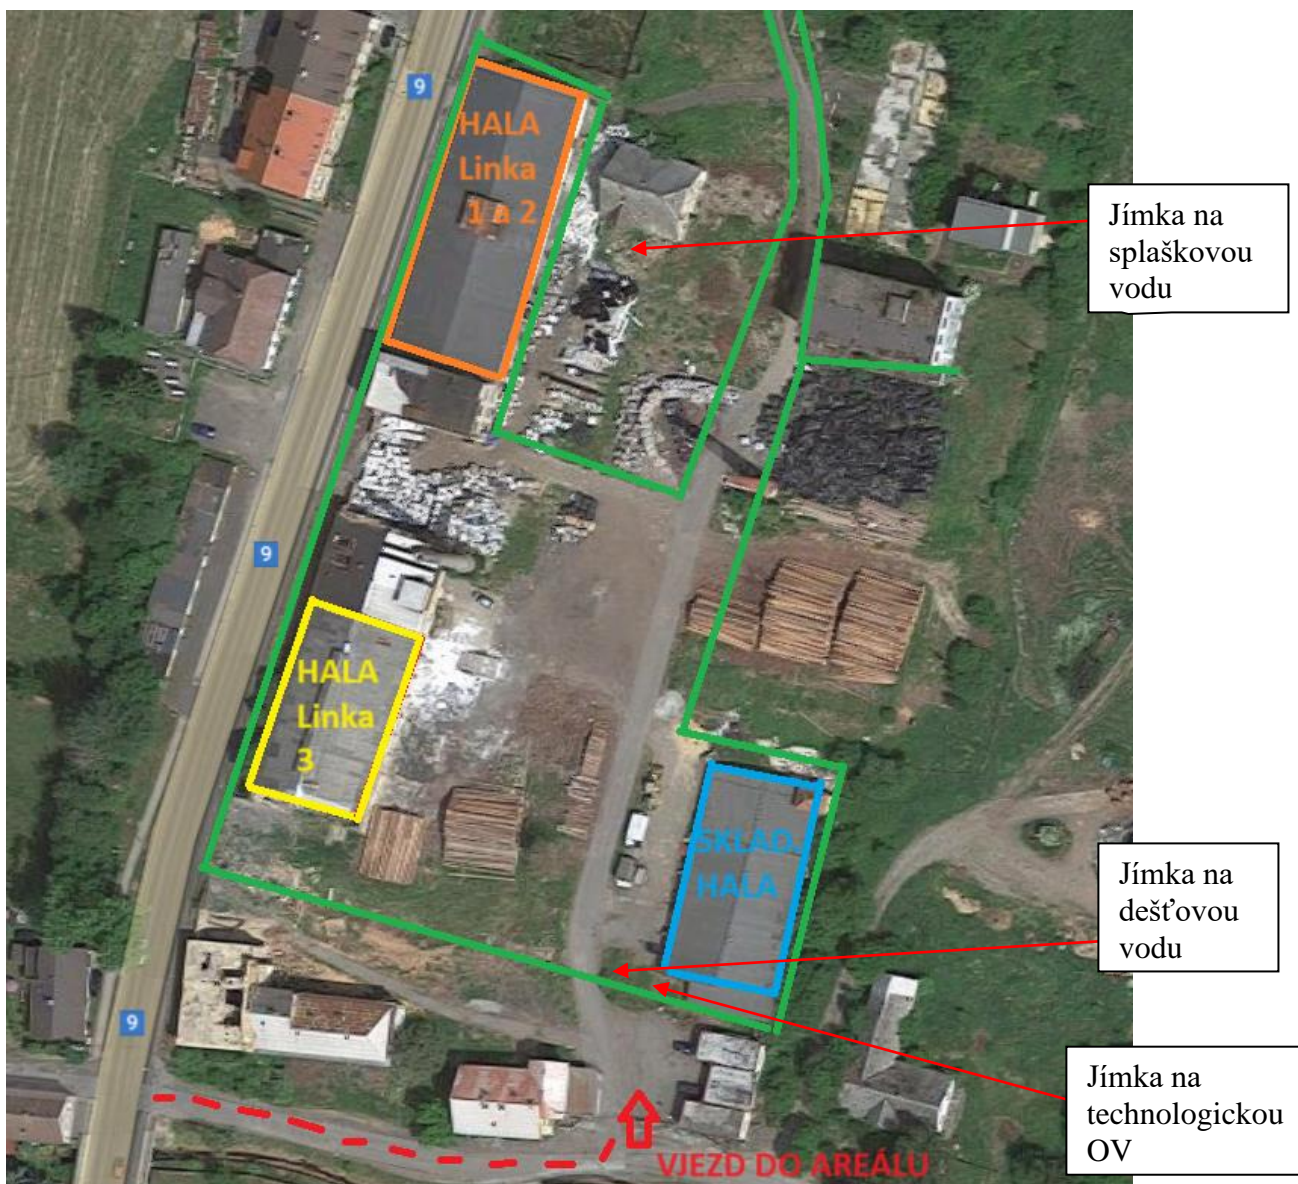 9
HALA
Linka
1 a 2
Jímka na
splaškovou
vodu
9
HALA
Linka
3
SKLAD.
HALA
Jímka na
dešťovou
vodu
9
Jímka na
technologickou
OV
VJEZD DO AREÁLU